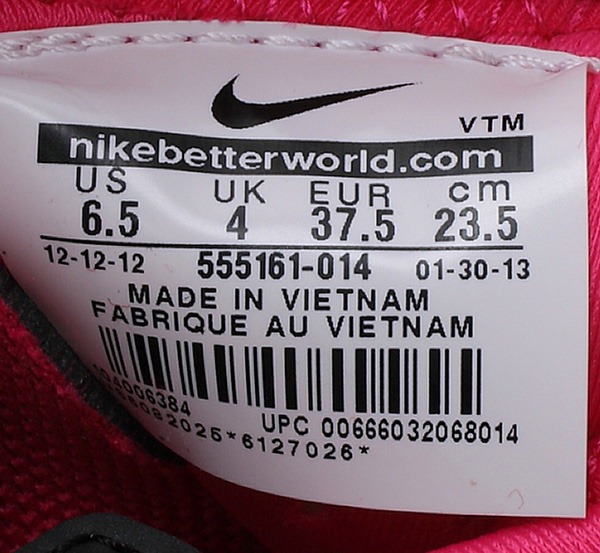 VTM
nikebetterworld.com
US UK EUR cm
6.5 4 37.5 23.5
12-12-12 555161-014 01-30-13
MADE IN VIETNAM
FABRIQUE AU VIETNAM
UPC 00666032068014
*6127026*